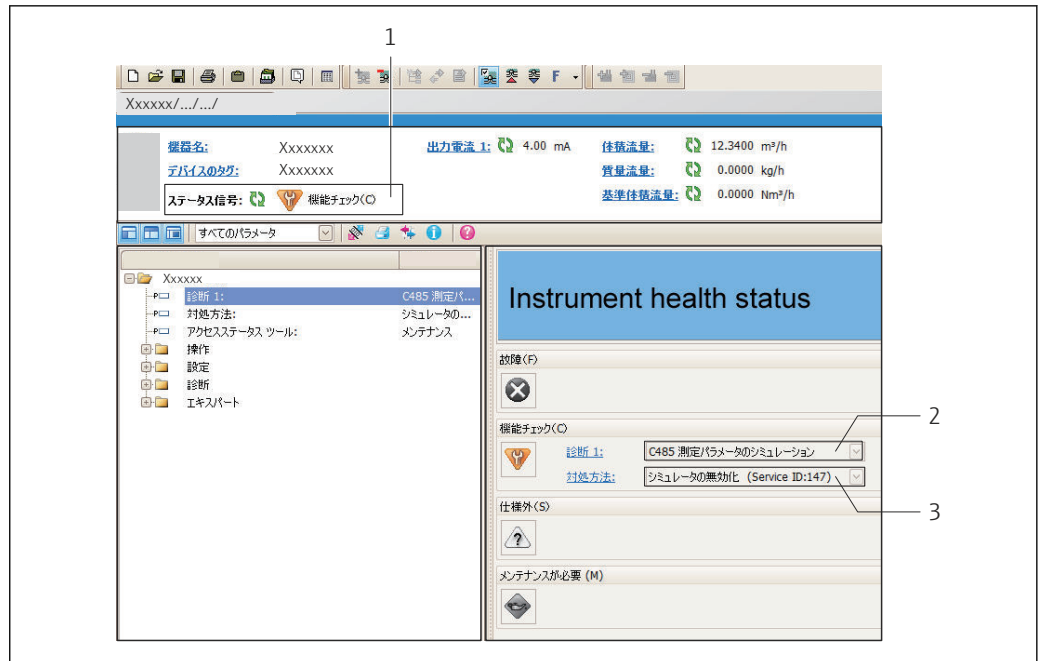 1
F
Xxxxxx/.../.../
機器名: Xxxxxxx 出力電流 1: 4.00 mA 体積流量: 12.3400 m³/h
デバイスのタグ: Xxxxxxx 質量流量: 0.0000 kg/h
ステータス信号: 機能チェック(C) 基準体積流量: 0.0000 Nm³/h
すべてのパラメータ
Xxxxxx
診断 1: C485 測定パ...
対処方法: シミュレータの...
アクセスステータス ツール: メンテナンス
操作
設定
診断
エキスパート
Instrument health status
故障(F)
機能チェック(C)
診断 1: C485 測定パラメータのシミュレーション
2
対処方法: シミュレータの無効化 (Service ID:147)
3
仕様外(S)
メンテナンスが必要 (M)